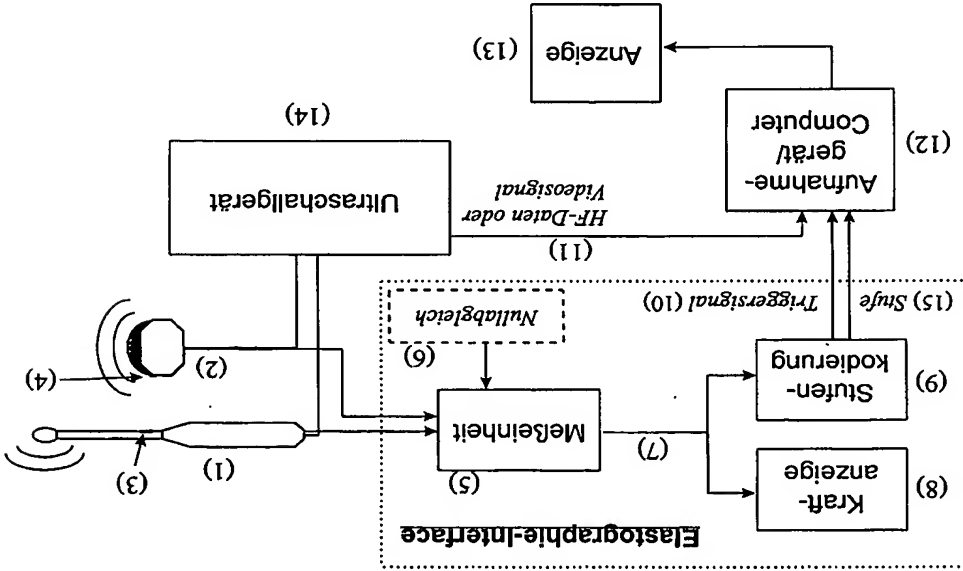 Elastographie-Interface
(8)
Kraft-
anzeige
(5)
Meßeinheit
(7)
(1)
(3)
(9)
Stufen-
kodierung
(6)
Nullabgleich
(2)
(4)
(15) Stufe
Triggersignal (10)
(11)
HF-Daten oder
Videosignal
(12)
Aufnahme-
gerät/
Computer
Ultraschallgerät
(14)
Anzeige
(13)